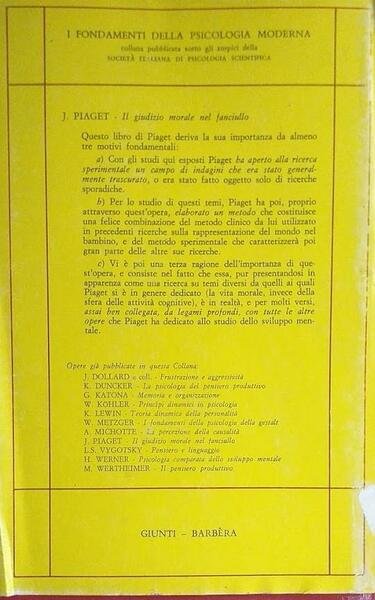 I FONDAMENTI DELLA PSICOLOGIA MODERNA
collana pubblicata sotto gli auspici della
SOCIETÀ ITALIANA DI PSICOLOGIA SCIENTIFICA
J. PIAGET - Il giudizio morale nel fanciullo
Questo libro di Piaget deriva la sua importanza da almeno
tre motivi fondamentali:
a) Con gli studi qui esposti Piaget ha aperto alla ricerca
sperimentale un campo di indagini che era stato general-
mente trascurato, o era stato fatto oggetto solo di ricerche
sporadiche.
b) Per lo studio di questi temi, Piaget ha poi, proprio
attraverso quest'opera, elaborato un metodo che costituisce
una felice combinazione del metodo clinico da lui utilizzato
in precedenti ricerche sulla rappresentazione del mondo nel
bambino, e del metodo sperimentale che caratterizzerà poi
gran parte delle altre sue ricerche.
c) Vi è poi una terza ragione dell'importanza di que-
st'opera, e consiste nel fatto che essa, pur presentandosi in
apparenza come una ricerca su temi diversi da quelli ai quali
Piaget si è in genere dedicato (la vita morale, invece della
sfera delle attività cognitive), è in realtà, e per molti versi,
assai ben collegata, da legami profondi, con tutte le altre
opere che Piaget ha dedicato allo studio dello sviluppo men-
tale.
Opere già pubblicate in questa Collana:
J. DOLLARD e coll. - Frustrazione e aggressività
K. DUNCKER - La psicologia del pensiero produttivo
G. KATONA - Memoria e organizzazione
W. KÖHLER - Principi dinamici in psicologia
K. LEWIN - Teoria dinamica della personalità
W. METZGER - I fondamenti della psicologia della gestalt
A. MICHOTTE - La percezione della causalità
J. PIAGET - Il giudizio morale nel fanciullo
L.S. VYGOTSKY - Pensiero e linguaggio
H. WERNER - Psicologia comparata dello sviluppo mentale
M. WERTHEIMER - Il pensiero produttivo
GIUNTI - BARBÈRA